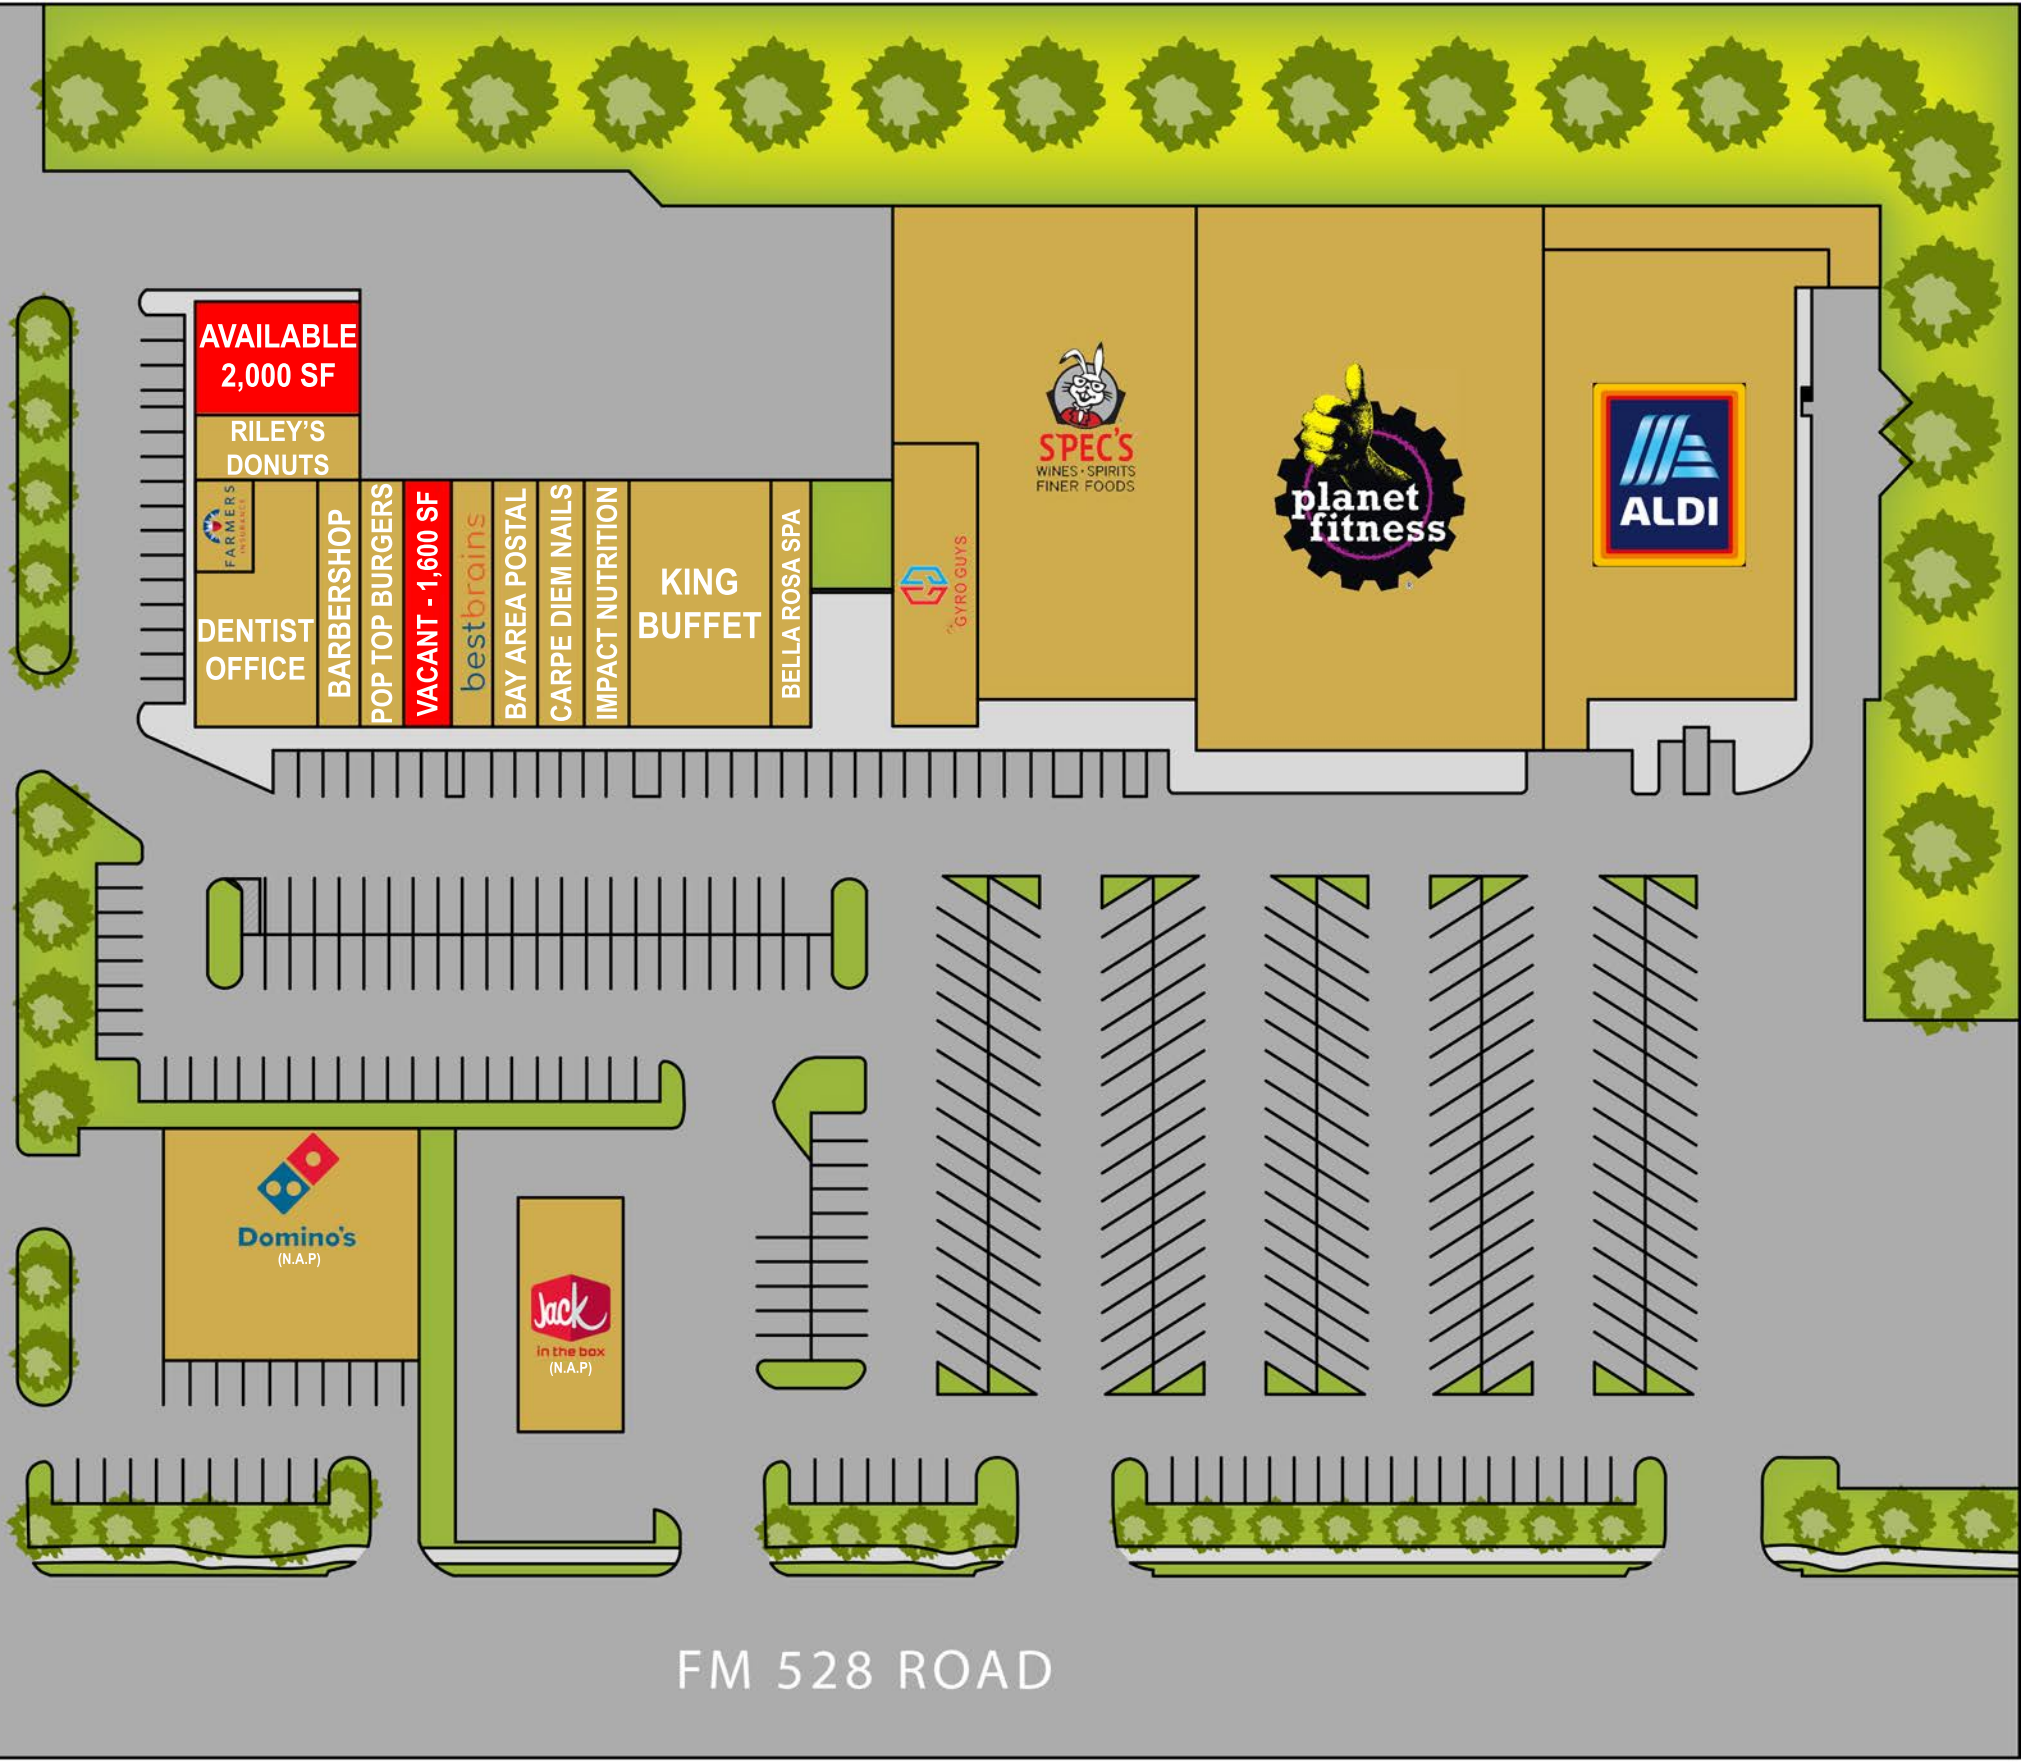 AVAILABLE
2,000 SF
RILEY'S
DONUTS
FARMERS
INSURANCE
DENTIST
OFFICE
BARBERSHOP
POP TOP BURGERS
VACANT - 1,600 SF
bestbrains
BAY AREA POSTAL
CARPE DIEM NAILS
IMPACT NUTRITION
KING
BUFFET
BELLA ROSA SPA
GYRO GUYS
SPEC'S
WINES · SPIRITS
FINER FOODS
planet
fitness
ALDI
Domino's
(N.A.P)
Jack
in the box
(N.A.P)
FM 528 ROAD